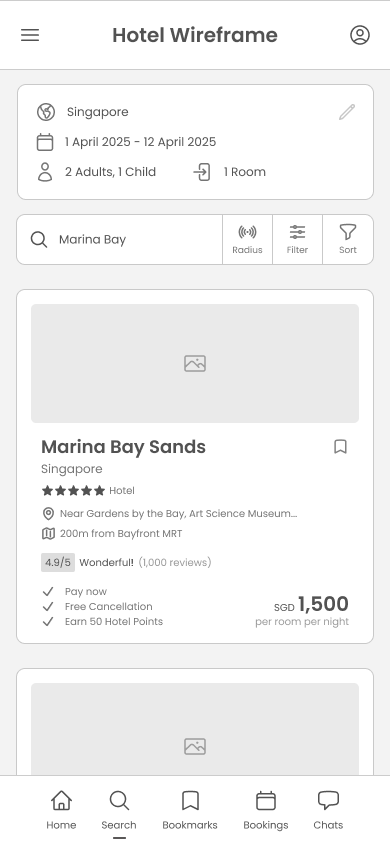 Hotel Wireframe
Singapore
1 April 2025 - 12 April 2025
2 Adults, 1 Child
1 Room
Marina Bay
Radius
Filter
Sort
Marina Bay Sands
Singapore
Hotel
Near Gardens by the Bay, Art Science Museum...
200m from Bayfront MRT
4.9/5 Wonderful! (1,000 reviews)
Pay now
Free Cancellation
Earn 50 Hotel Points
SGD 1,500
per room per night
Home
Search
Bookmarks
Bookings
Chats